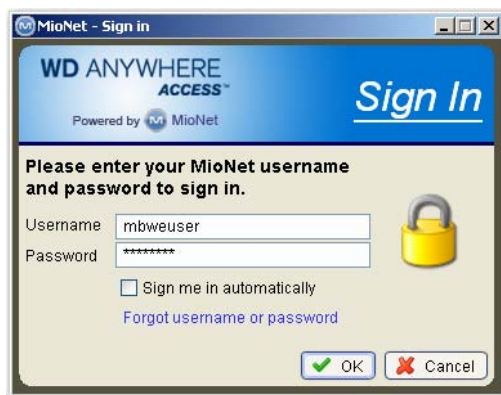 MioNet - Sign in
WD ANYWHERE
ACCESS™
Powered by M MioNet
Sign In
Please enter your MioNet username
and password to sign in.
Username mbweuser
Password ********
Sign me in automatically
Forgot username or password
OK Cancel